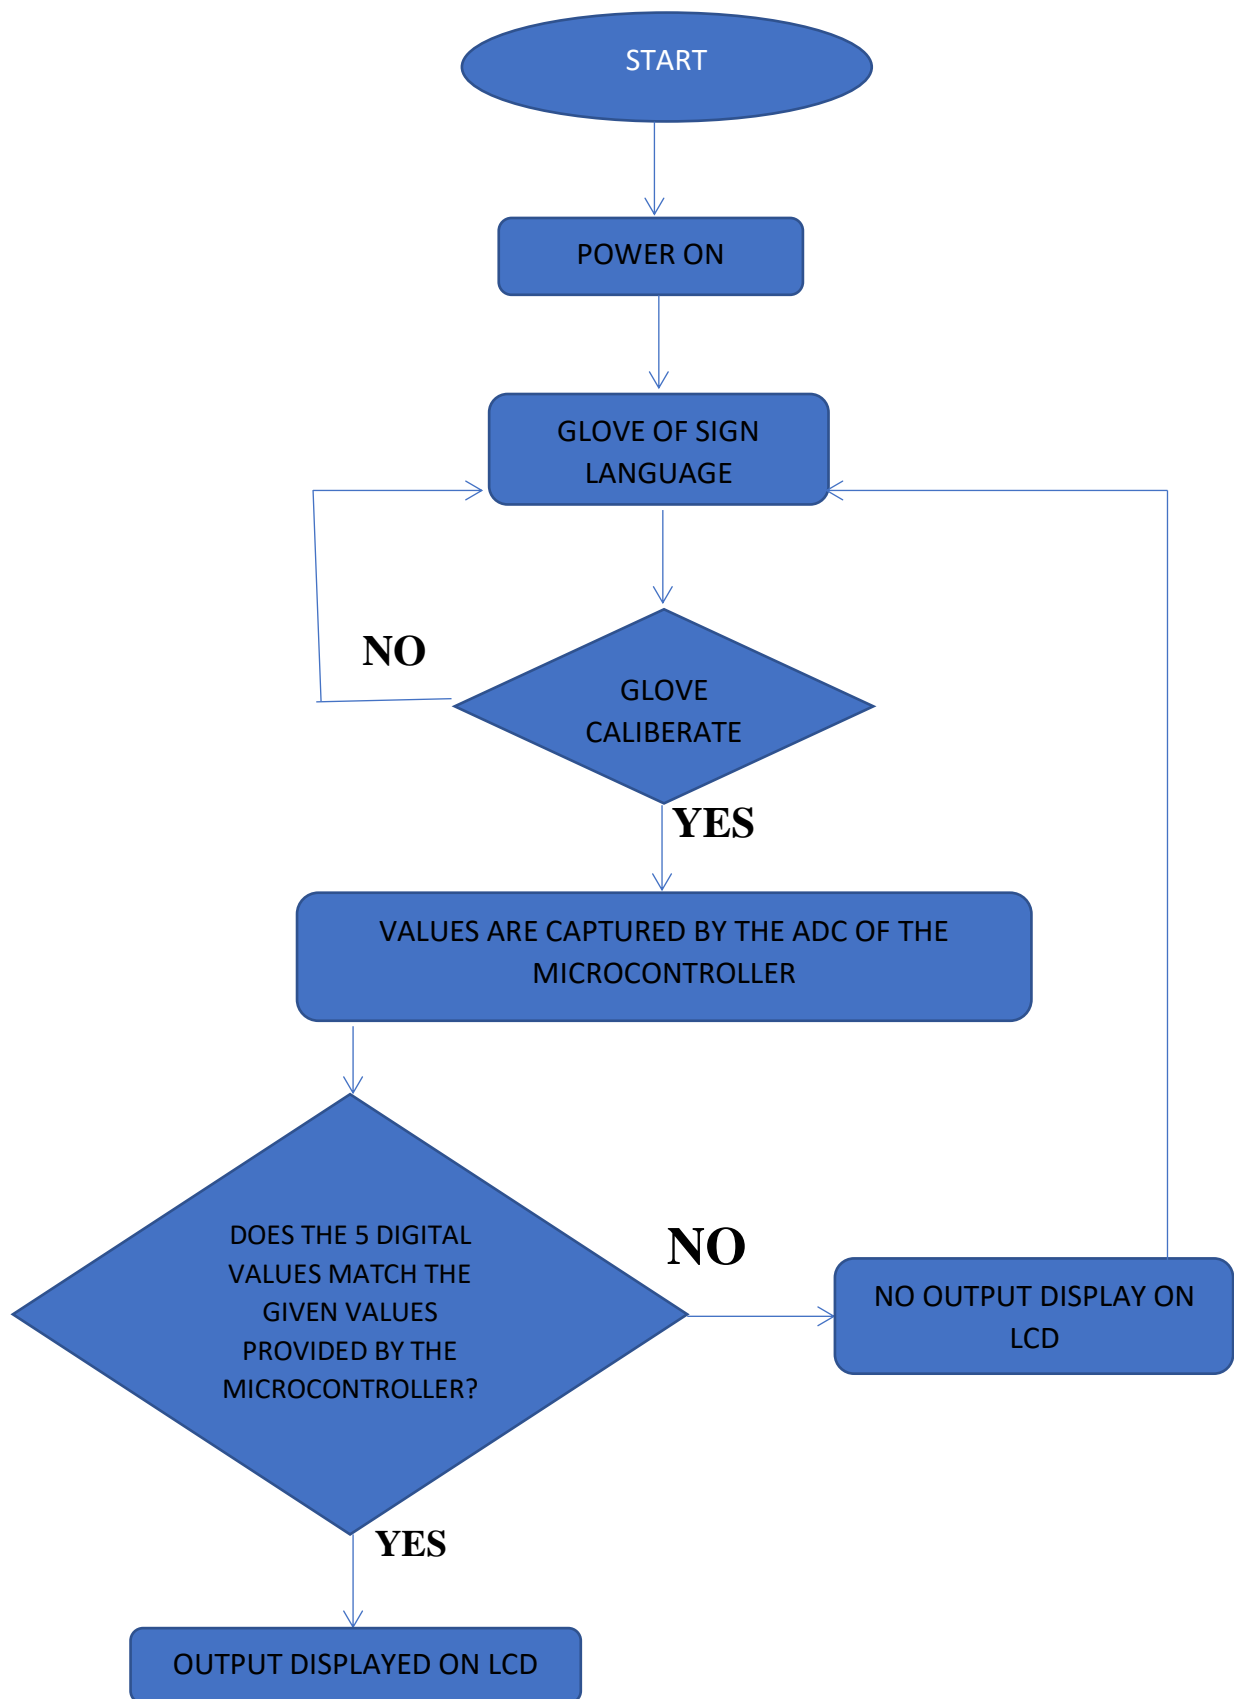 START
POWER ON
GLOVE OF SIGN
LANGUAGE
NO
GLOVE
CALIBERATE
YES
VALUES ARE CAPTURED BY THE ADC OF THE
MICROCONTROLLER
DOES THE 5 DIGITAL
VALUES MATCH THE
GIVEN VALUES
PROVIDED BY THE
MICROCONTROLLER?
NO
NO OUTPUT DISPLAY ON
LCD
YES
OUTPUT DISPLAYED ON LCD